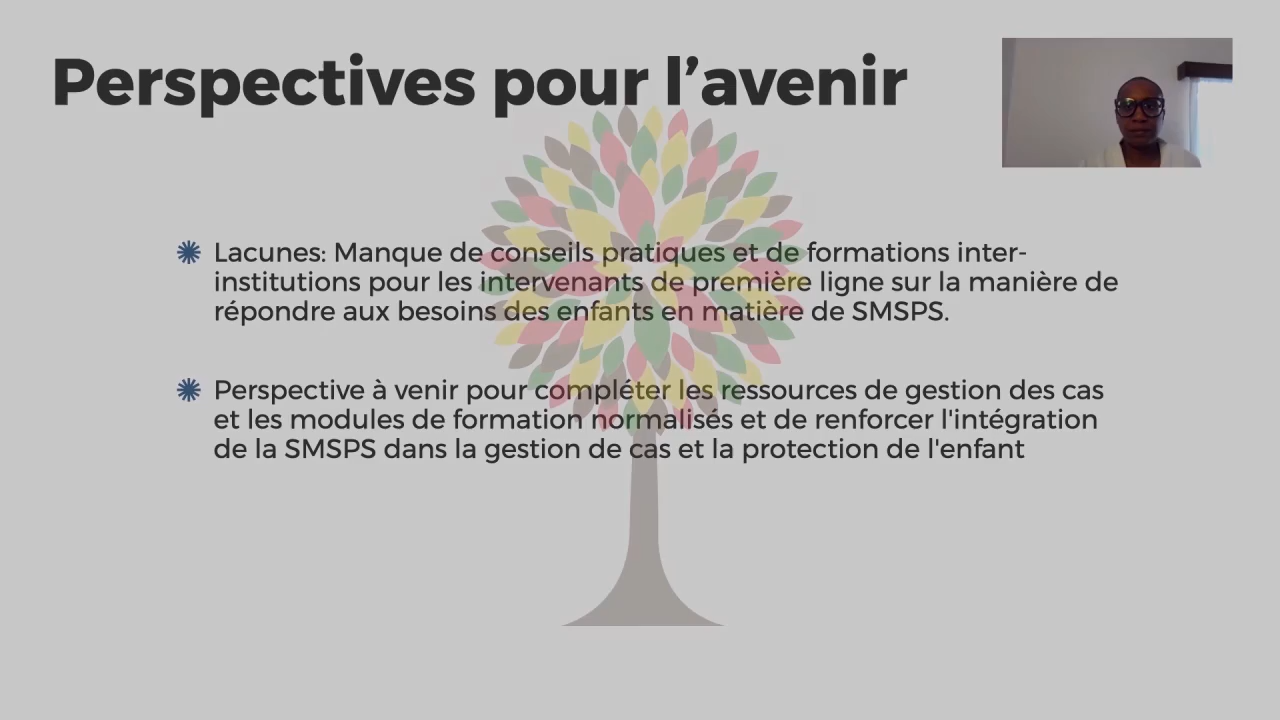 Perspectives pour l’avenir
Lacunes: Manque de conseils pratiques et de formations inter-
institutions pour les intervenants de première ligne sur la manière de
répondre aux besoins des enfants en matière de SMSPS.
Perspective à venir pour compléter les ressources de gestion des cas
et les modules de formation normalisés et de renforcer l'intégration
de la SMSPS dans la gestion de cas et la protection de l'enfant